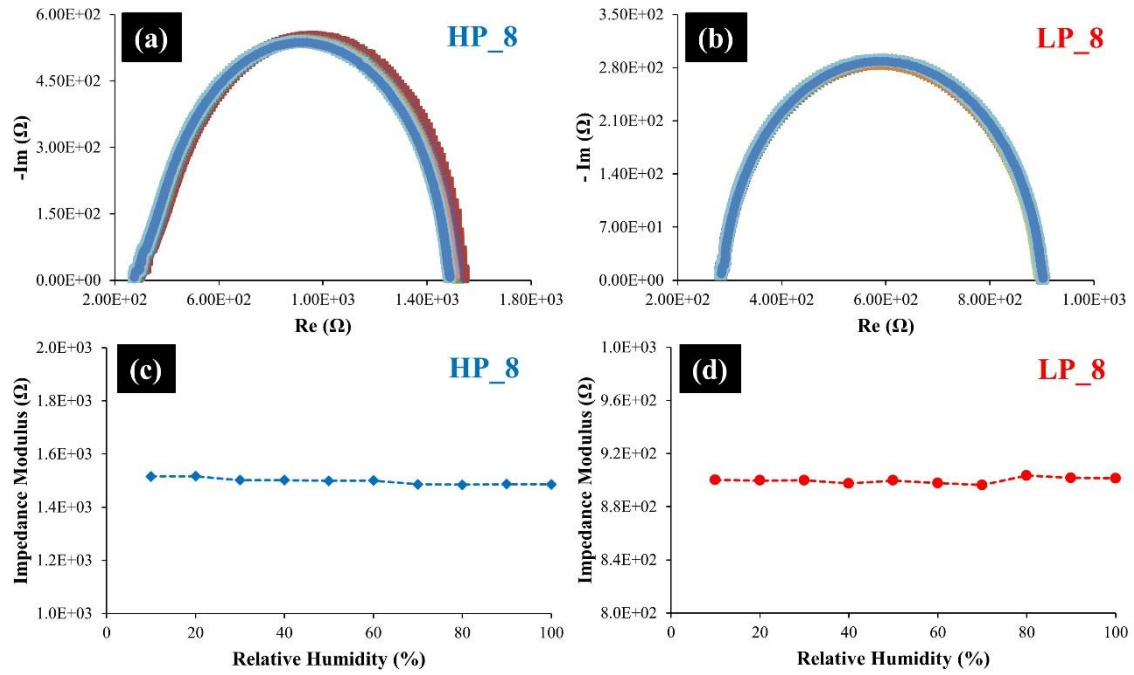 (a)
HP_8
6.00E+02
4.50E+02
3.00E+02
1.50E+02
0.00E+00
-Im (Ω)
2.00E+02 6.00E+02 1.00E+03 1.40E+03 1.80E+03
Re (Ω)
(b)
LP_8
3.50E+02
2.80E+02
2.10E+02
1.40E+02
7.00E+01
0.00E+00
- Im (Ω)
2.00E+02 4.00E+02 6.00E+02 8.00E+02 1.00E+03
Re (Ω)
(c)
HP_8
2.0E+03
1.8E+03
1.6E+03
1.4E+03
1.2E+03
1.0E+03
Impedance Modulus (Ω)
0 20 40 60 80 100
Relative Humidity (%)
(d)
LP_8
1.0E+03
9.6E+02
9.2E+02
8.8E+02
8.4E+02
8.0E+02
Impedance Modulus (Ω)
0 20 40 60 80 100
Relative Humidity (%)